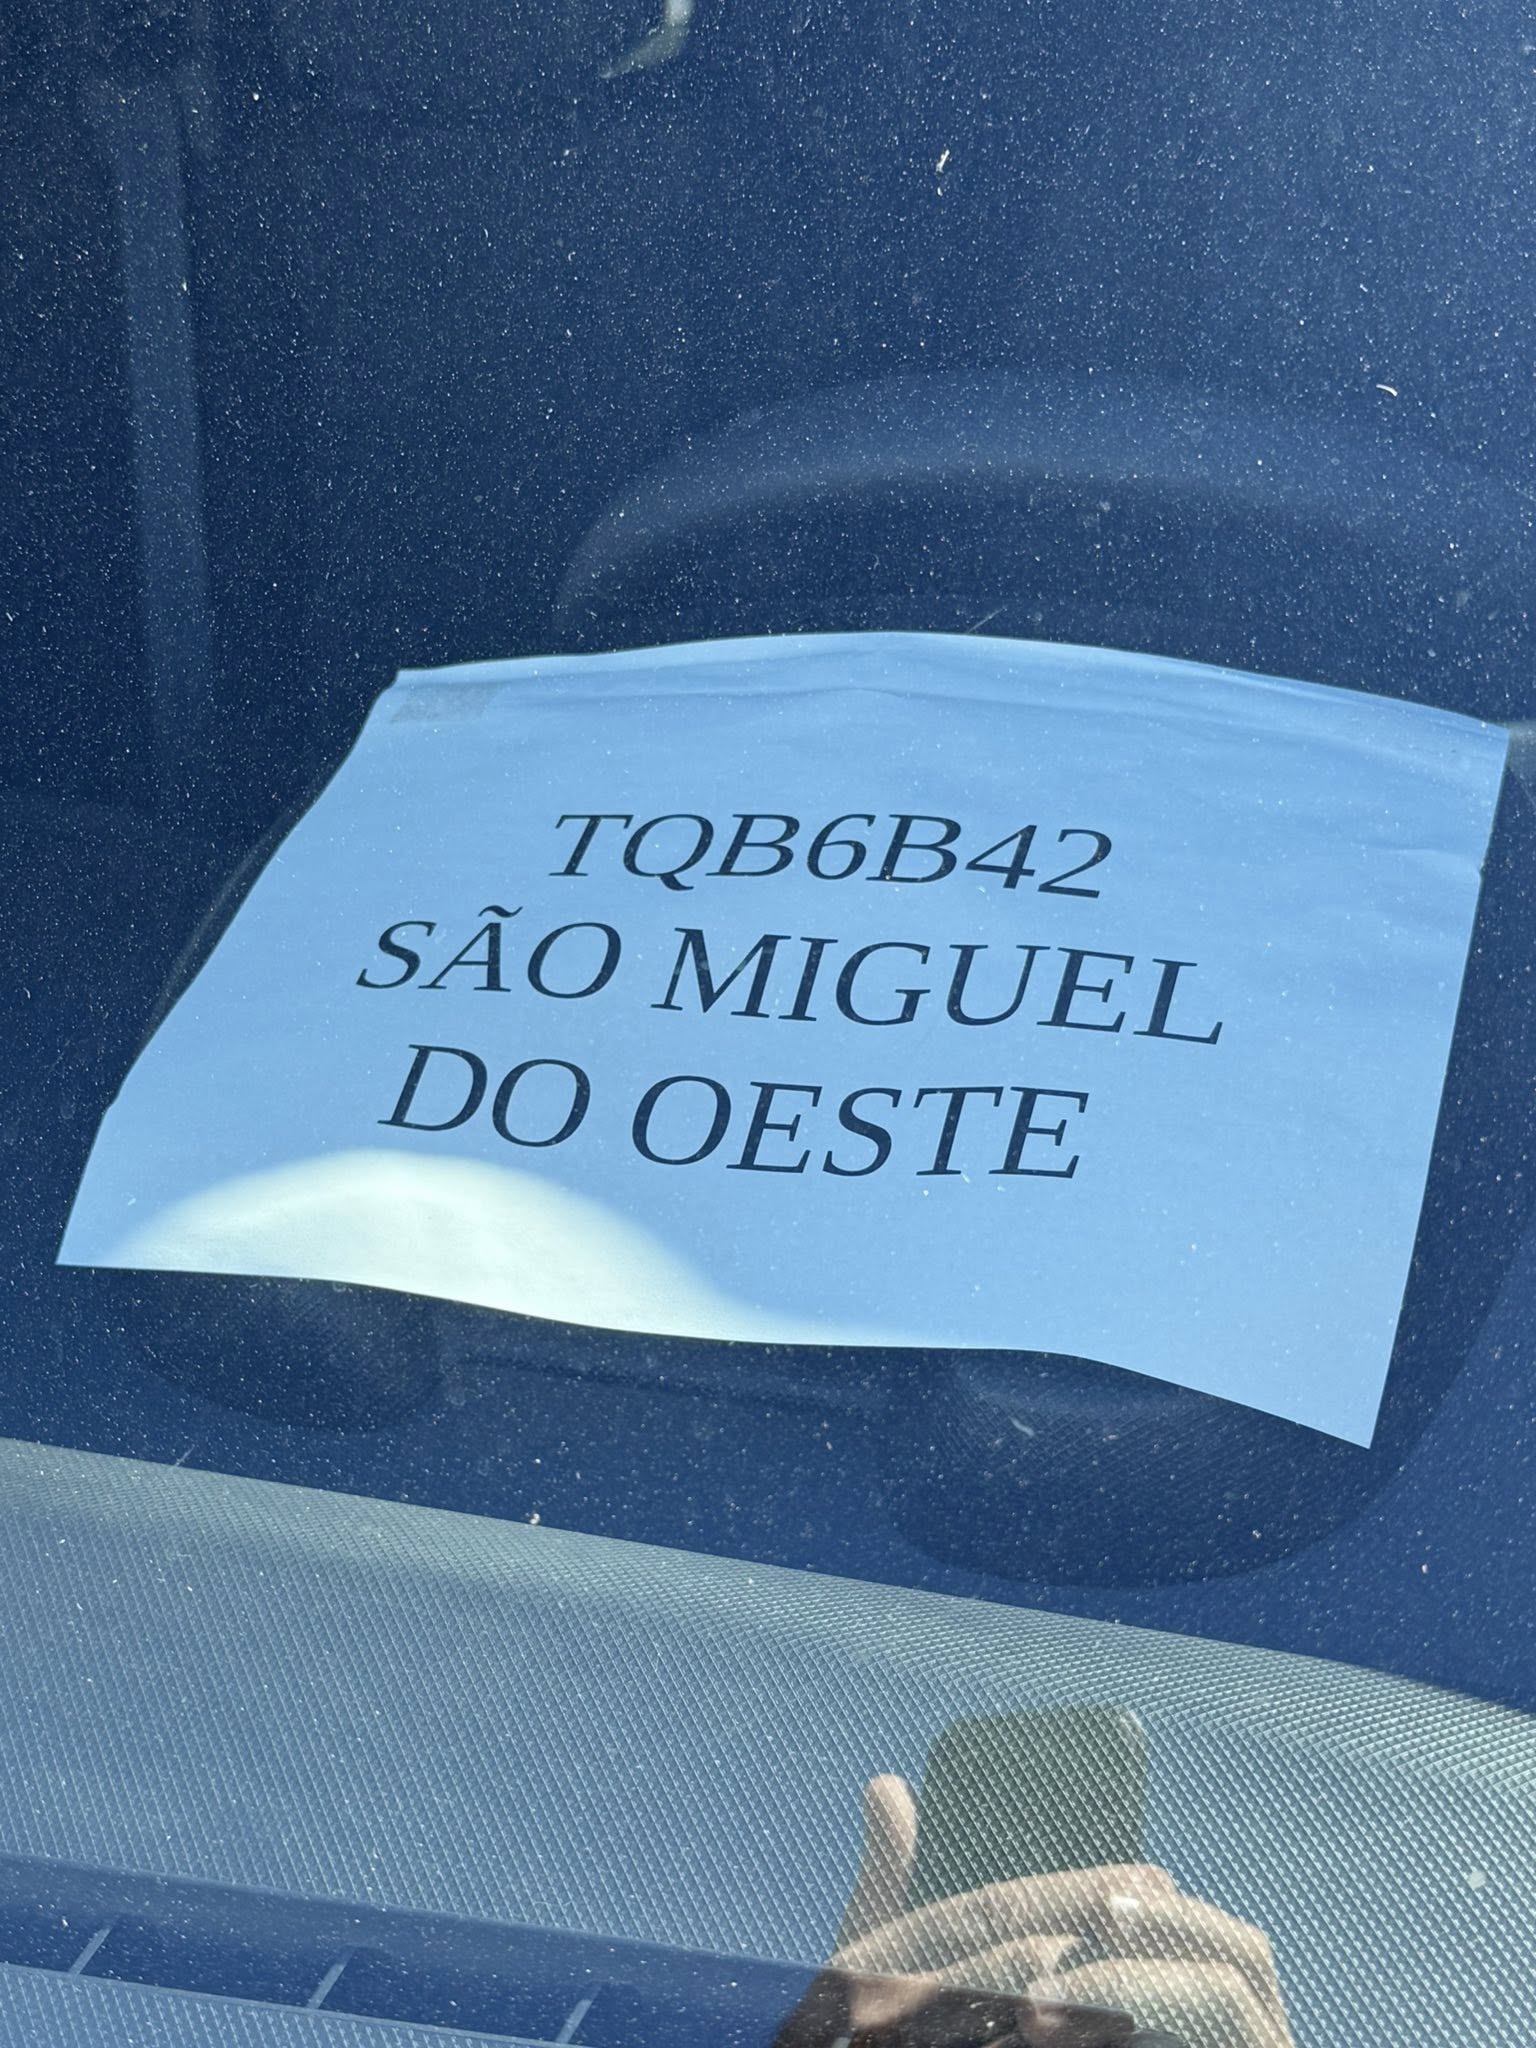 TQB6B42
SÃO MIGUEL
DO OESTE